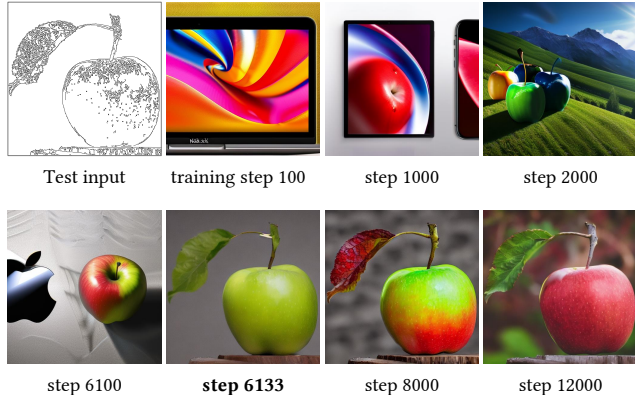 Test input
training step 100
step 1000
step 2000
step 6100
step 6133
step 8000
step 12000